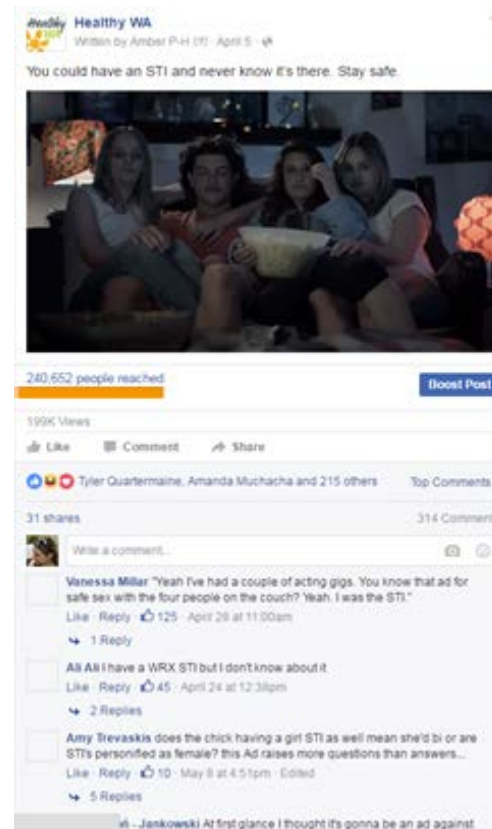 Healthy WA
Written by Amber P-H [?] · April 5 ·
You could have an STI and never know it's there. Stay safe.
240,652 people reached
Boost Post
199K Views
Like Comment Share
Tyler Quartermaine, Amanda Muchacha and 215 others Top Comments
31 shares 314 Comment
Write a comment...
Vanessa Millar "Yeah I've had a couple of acting gigs. You know that ad for
safe sex with the four people on the couch? Yeah. I was the STI."
Like · Reply · 125 · April 28 at 11:00am
1 Reply
Ali Ali I have a WRX STI but I don't know about it
Like · Reply · 45 · April 24 at 12:38pm
2 Replies
Amy Trevaskis does the chick having a girl STI as well mean she'd bi or are
STI's personified as female? this Ad raises more questions than answers...
Like · Reply · 10 · May 8 at 4:51pm · Edited
5 Replies
- Jankowski At first glance I thought it's gonna be an ad against